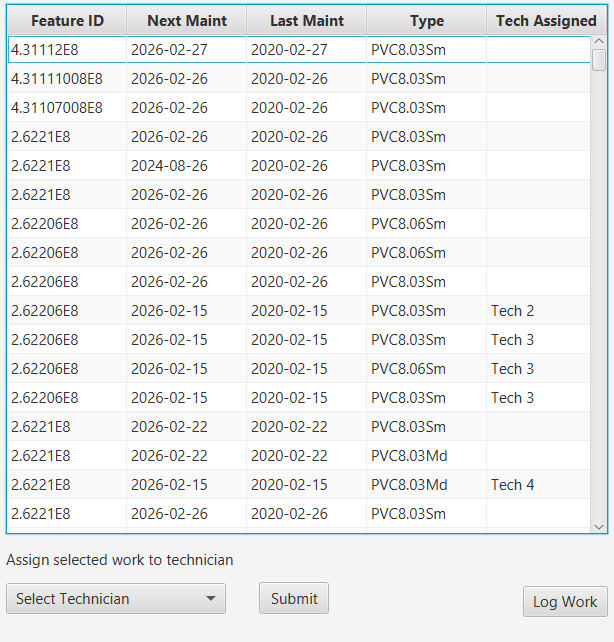 Feature ID Next Maint Last Maint Type Tech Assigned
4.31112E8 2026-02-27 2020-02-27 PVC8.03Sm
4.31111008E8 2026-02-26 2020-02-26 PVC8.03Sm
4.31107008E8 2026-02-26 2020-02-26 PVC8.03Sm
2.6221E8 2026-02-26 2020-02-26 PVC8.03Sm
2.6221E8 2024-08-26 2020-02-26 PVC8.03Sm
2.6221E8 2026-02-26 2020-02-26 PVC8.03Sm
2.62206E8 2026-02-26 2020-02-26 PVC8.06Sm
2.62206E8 2026-02-26 2020-02-26 PVC8.06Sm
2.62206E8 2026-02-26 2020-02-26 PVC8.03Sm
2.62206E8 2026-02-15 2020-02-15 PVC8.03Sm Tech 2
2.62206E8 2026-02-15 2020-02-15 PVC8.03Sm Tech 3
2.62206E8 2026-02-15 2020-02-15 PVC8.06Sm Tech 3
2.62206E8 2026-02-15 2020-02-15 PVC8.03Sm Tech 3
2.6221E8 2026-02-22 2020-02-22 PVC8.03Sm
2.6221E8 2026-02-22 2020-02-22 PVC8.03Md
2.6221E8 2026-02-15 2020-02-15 PVC8.03Md Tech 4
2.6221E8 2026-02-26 2020-02-26 PVC8.03Sm
Assign selected work to technician
Select Technician Submit Log Work